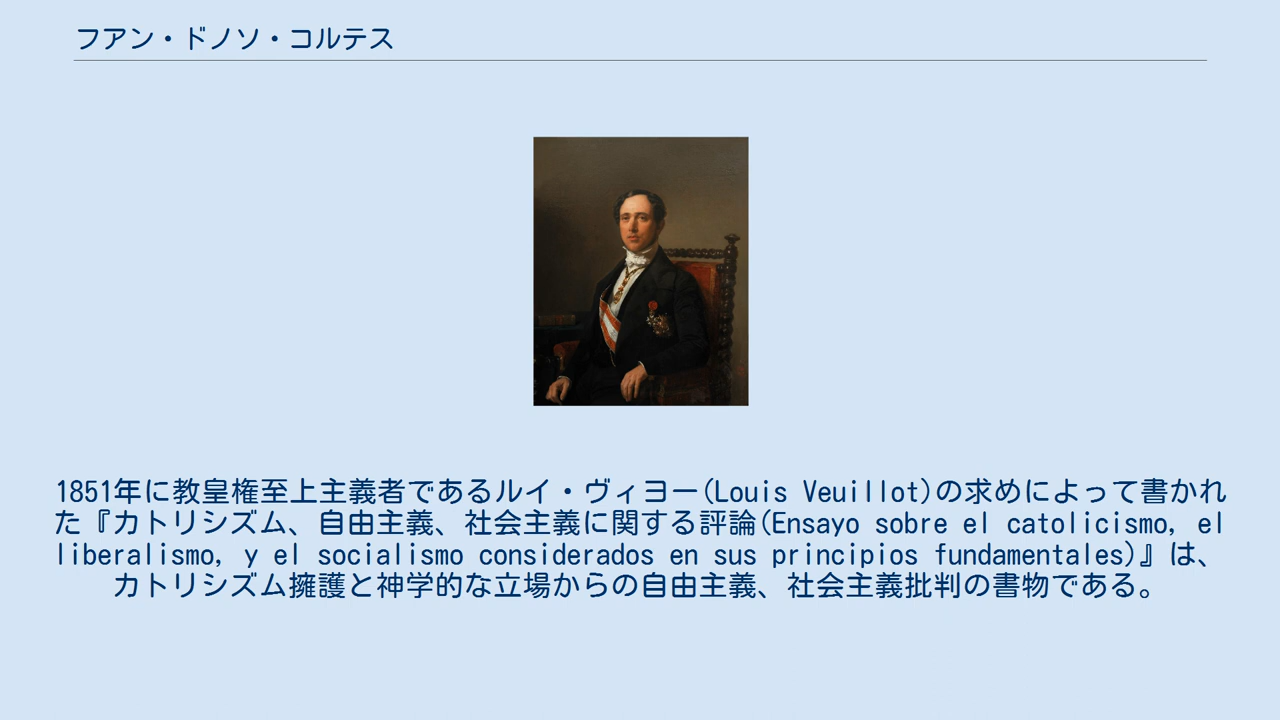 フアン・ドノソ・コルテス
1851年に教皇権至上主義者であるルイ・ヴィヨー(Louis Veuillot)の求めによって書かれ
た『カトリシズム、自由主義、社会主義に関する評論(Ensayo sobre el catolicismo, el
liberalismo, y el socialismo considerados en sus principios fundamentales)』は、
カトリシズム擁護と神学的な立場からの自由主義、社会主義批判の書物である。